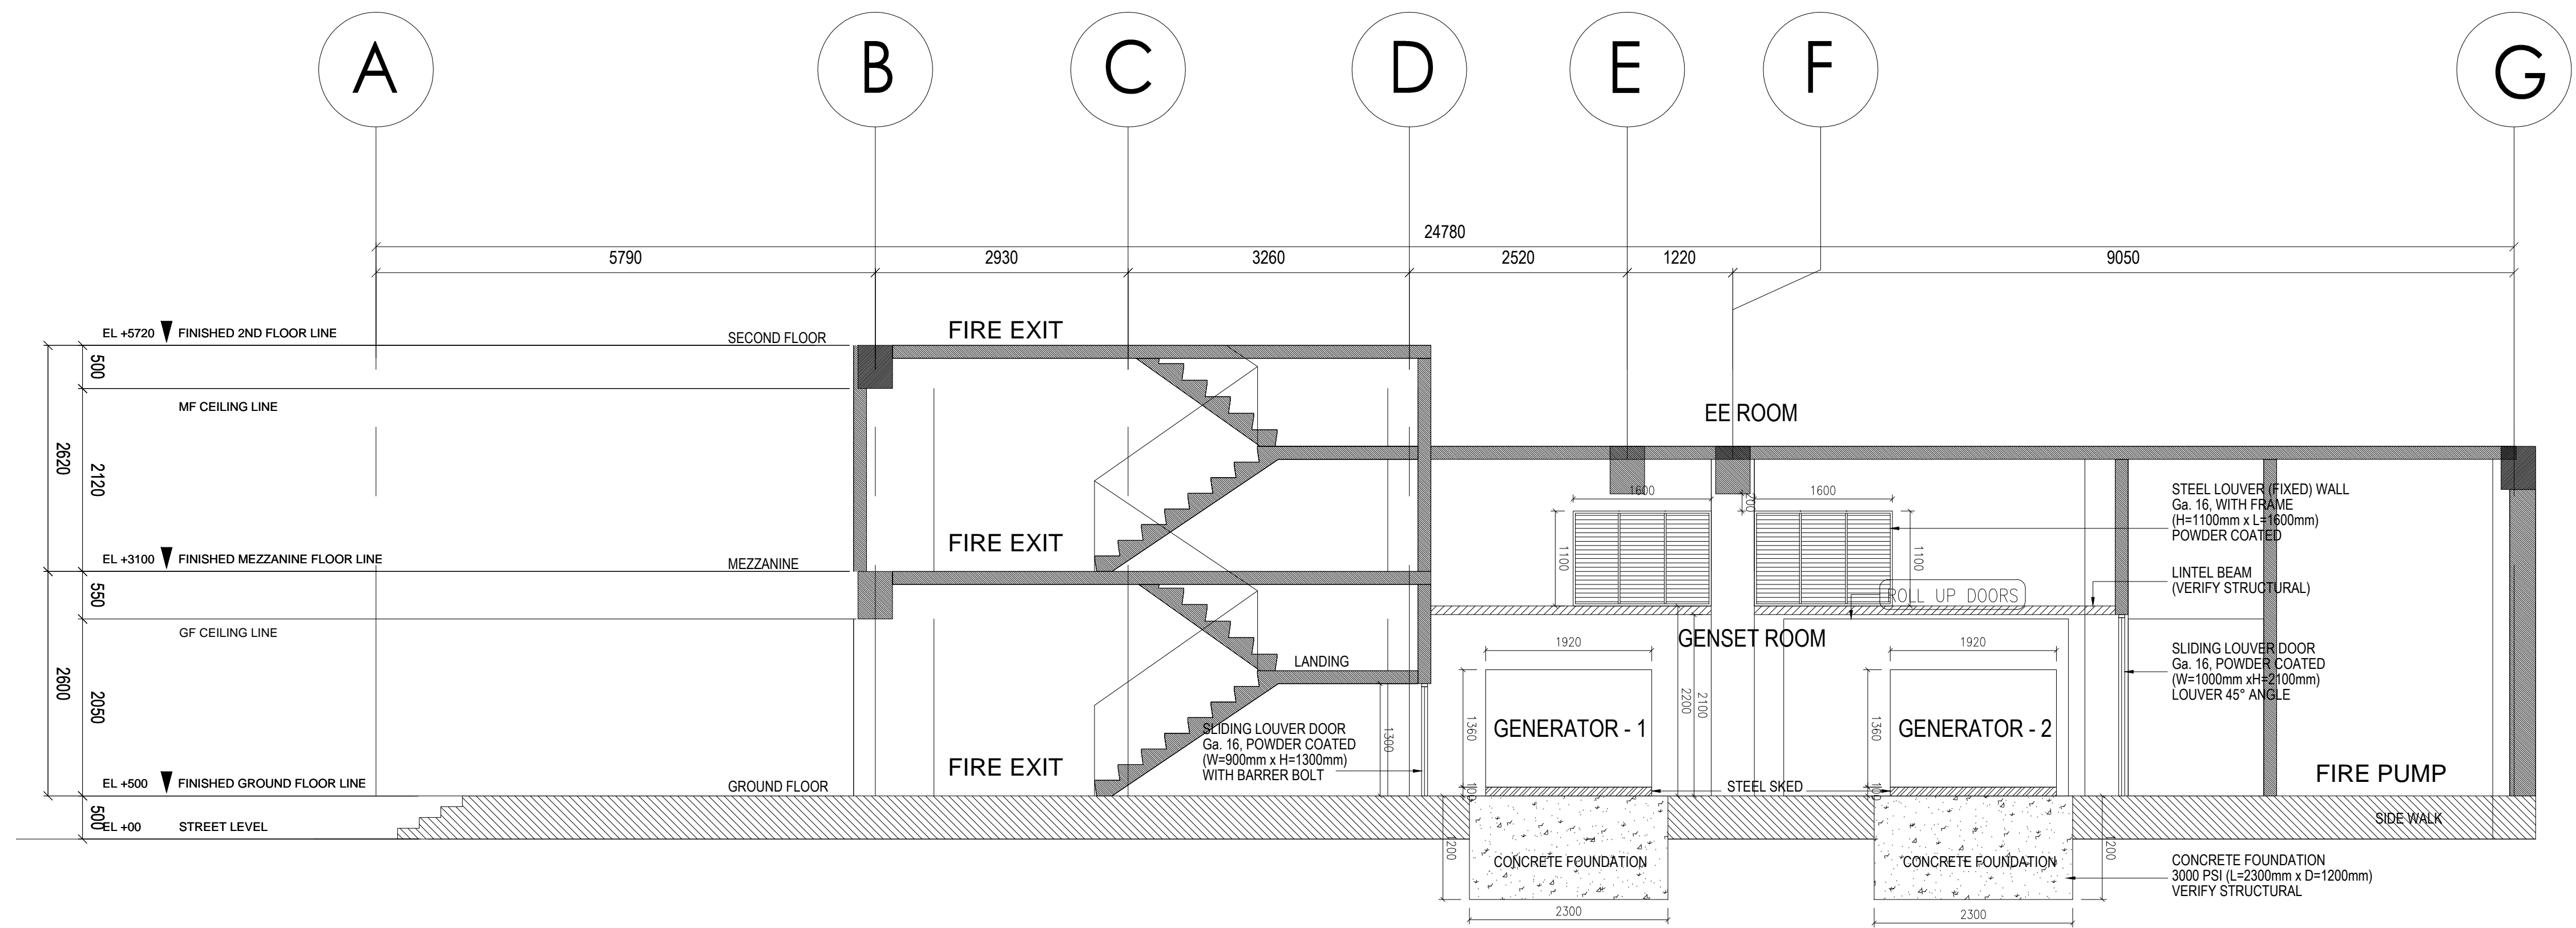 A B C D E F G
24780
5790 2930 3260 2520 1220 9050
EL +5720 FINISHED 2ND FLOOR LINE
SECOND FLOOR
FIRE EXIT
500
MF CEILING LINE
EE ROOM
2620
2120
1600
200
1600
STEEL LOUVER (FIXED) WALL
Ga. 16, WITH FRAME
(H=1100mm x L=1600mm)
POWDER COATED
1100
1100
FIRE EXIT
EL +3100 FINISHED MEZZANINE FLOOR LINE
MEZZANINE
LINTEL BEAM
(VERIFY STRUCTURAL)
550
ROLL UP DOORS
GF CEILING LINE
GENSET ROOM
1920
1920
LANDING
SLIDING LOUVER DOOR
Ga. 16, POWDER COATED
(W=1000mm xH=2100mm)
LOUVER 45° ANGLE
2600
2050
2200
2100
SLIDING LOUVER DOOR
Ga. 16, POWDER COATED
(W=900mm x H=1300mm)
WITH BARRER BOLT
1300
1360
GENERATOR - 1
1360
GENERATOR - 2
FIRE EXIT
FIRE PUMP
EL +500 FINISHED GROUND FLOOR LINE
GROUND FLOOR
100
STEEL SKED
100
500
EL +00 STREET LEVEL
SIDE WALK
1200
CONCRETE FOUNDATION
CONCRETE FOUNDATION
1200
CONCRETE FOUNDATION
3000 PSI (L=2300mm x D=1200mm)
VERIFY STRUCTURAL
2300
2300